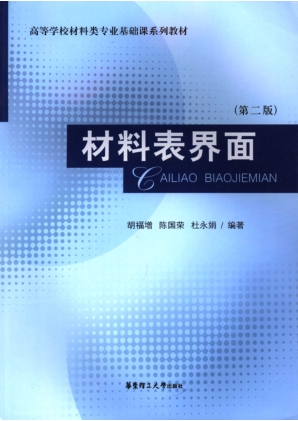 高等学校材料类专业基础课系列教材
(第二版)
材料表界面
CAILIAO BIAOJIEMIAN
胡福增 陈国荣 杜永娟 / 编著
华东理工大学出版社